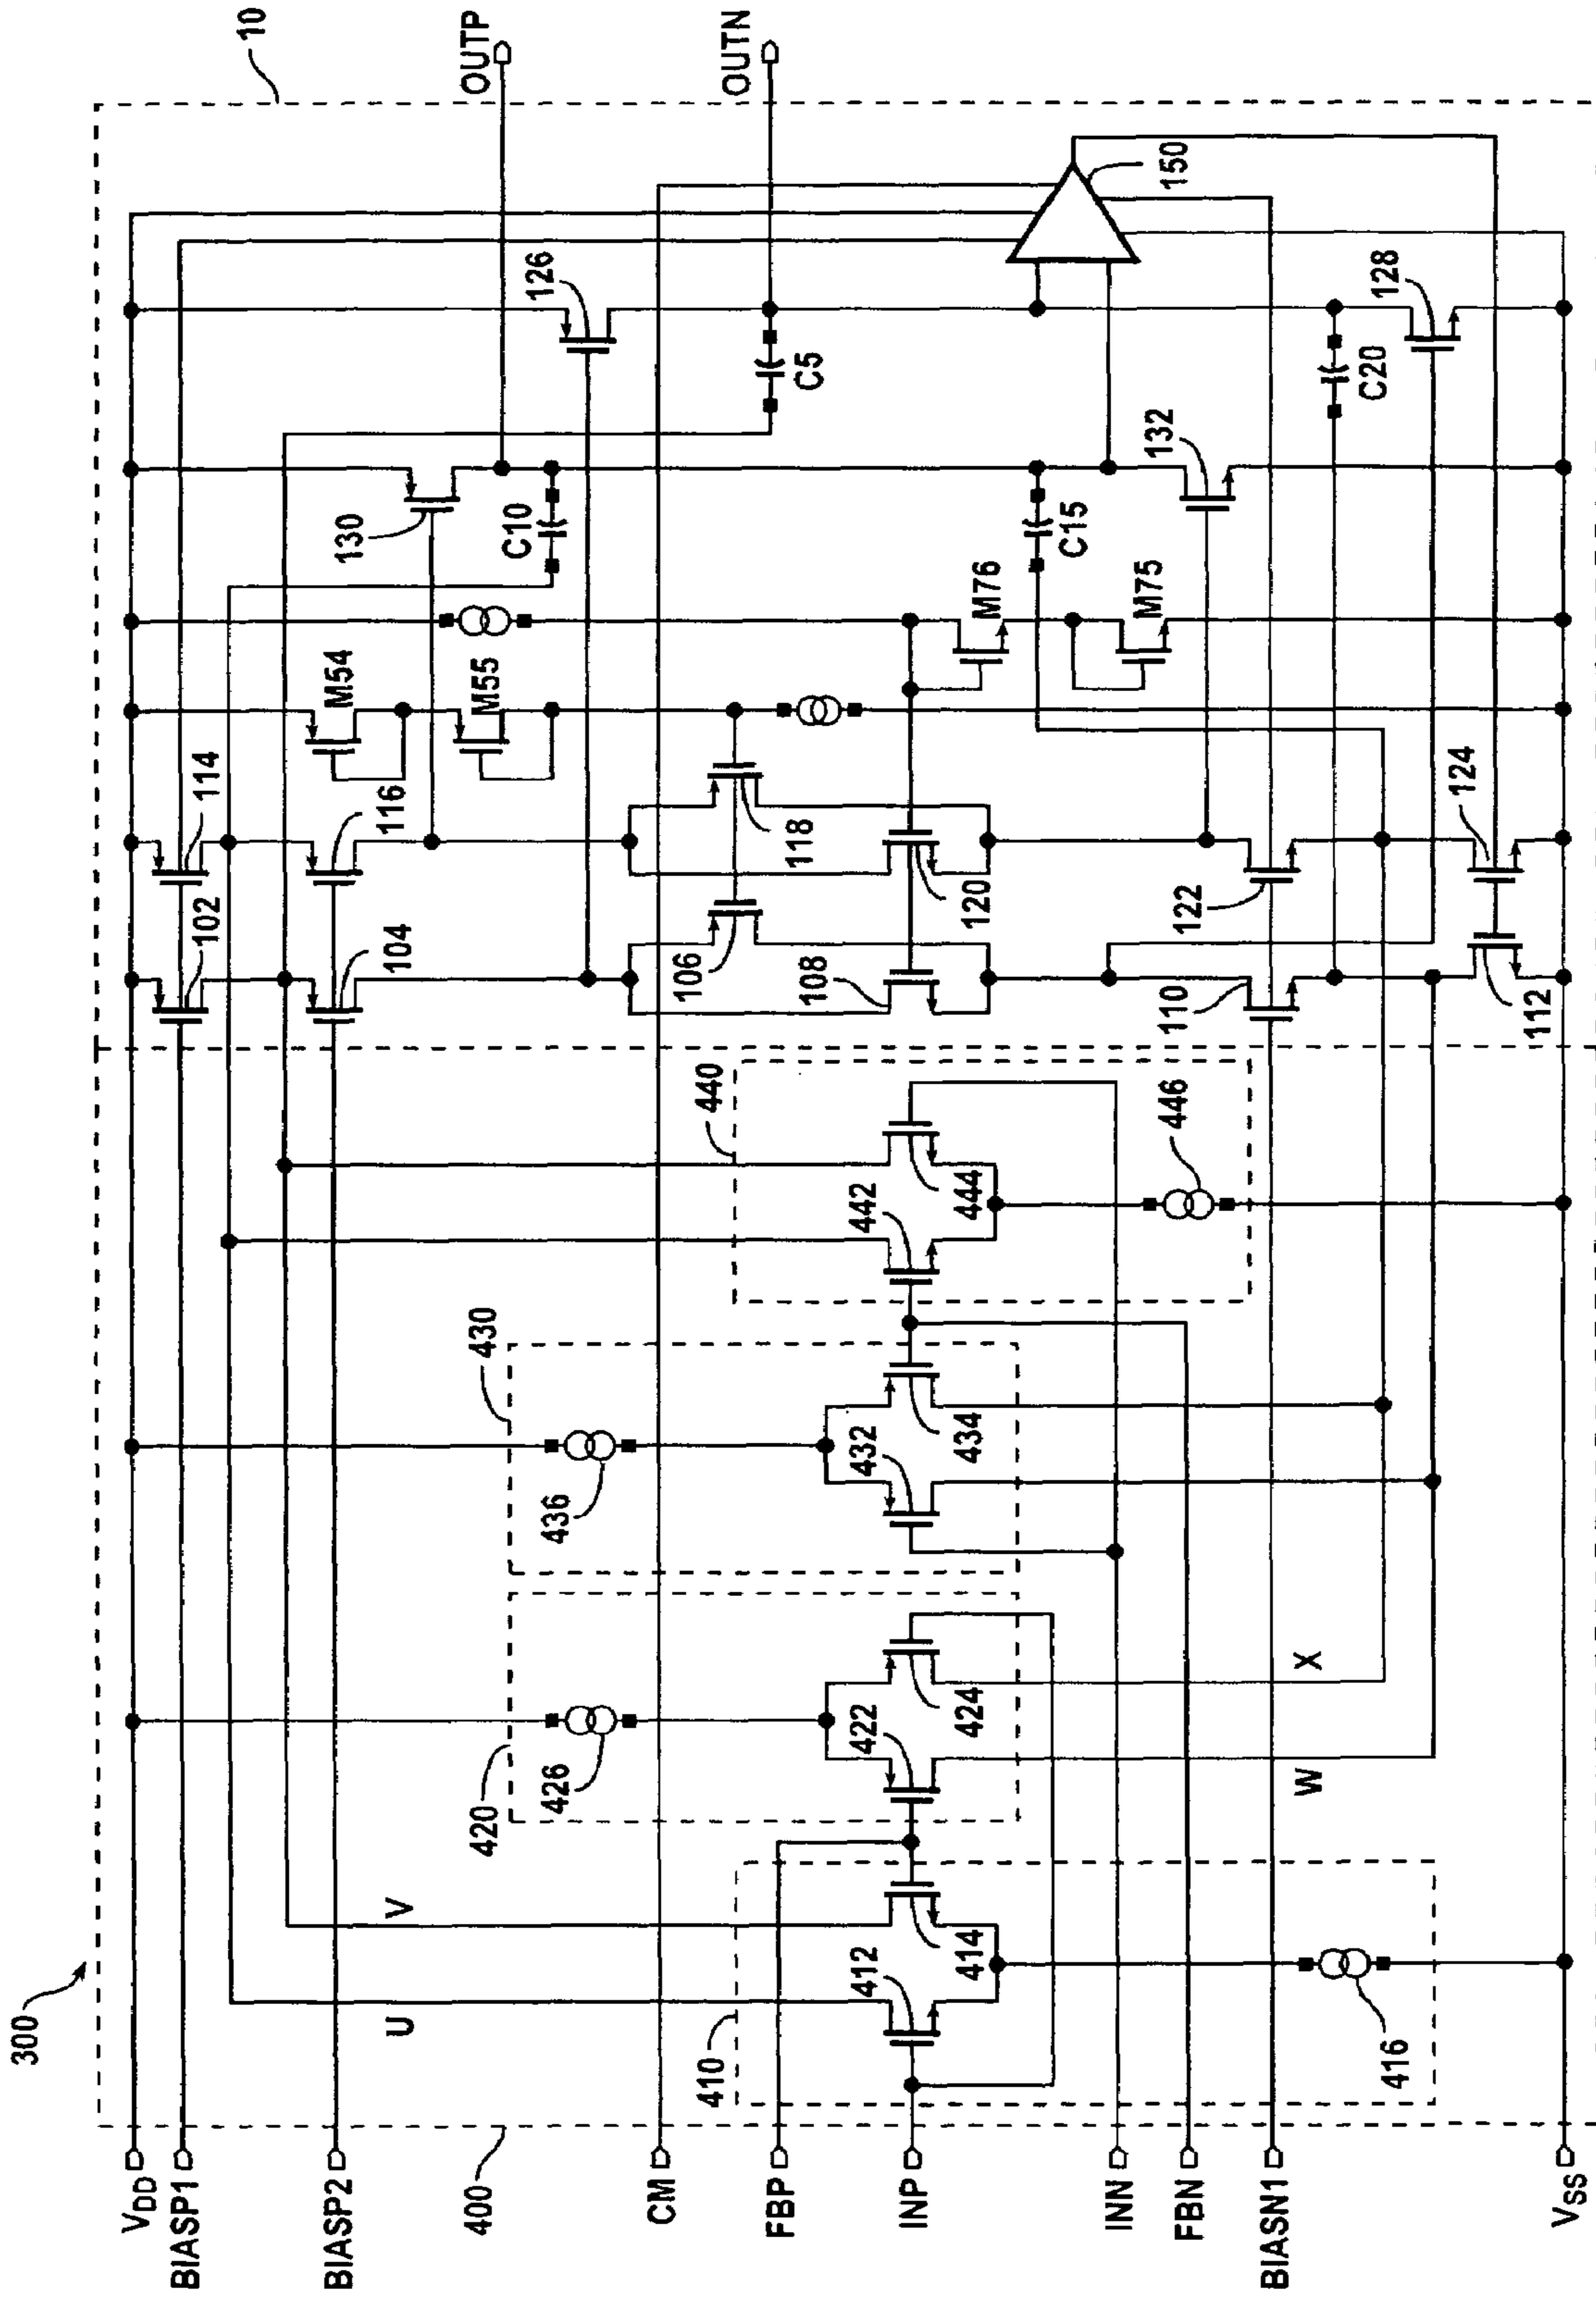 300
10
VDD
BIASP1
BIASP2
400
CM
FBP
INP
INN
FBN
BIASN1
VSS
OUTP
OUTN
U
V
W
X
410
412
414
416
420
422
424
426
430
432
434
436
440
442
444
446
102
104
106
108
110
112
114
116
118
120
122
124
M54
M55
M76
M75
130
132
126
128
C10
C15
C5
C20
150